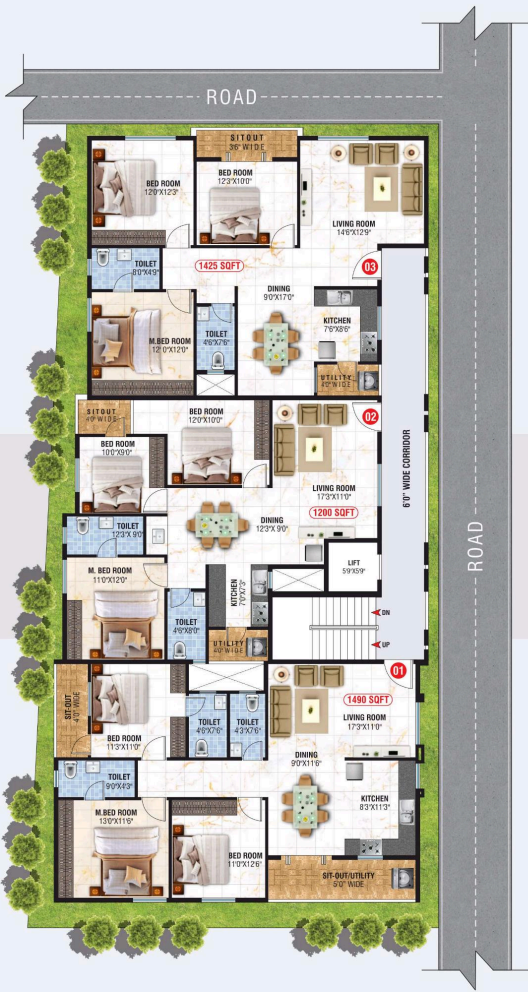 ROAD
SITOUT
3'6" WIDE
BED ROOM
12'0"X12'3"
BED ROOM
12'3"X10'0"
LIVING ROOM
14'6"X12'9"
TOILET
8'0"X4'9"
1425 SQFT
03
DINING
9'0"X17'0"
KITCHEN
7'6"X8'6"
M.BED ROOM
12' 0"X12'0"
TOILET
4'6"X7'6"
UTILITY
4'0" WIDE
SITOUT
4'0" WIDE
BED ROOM
12'0"X10'0"
02
BED ROOM
10'0"X9'0"
LIVING ROOM
17'3"X11'0"
1200 SQFT
6'0" WIDE CORRIDOR
ROAD
TOILET
12'3"X 9'0"
DINING
12'3"X 9'0"
LIFT
5'9"X5'9"
M. BED ROOM
11'0"X12'0"
KITCHEN
7'0"X7'3"
TOILET
4'6"X8'0"
DN
UP
UTILITY
4'0" WIDE
01
SIT-OUT
4'0" WIDE
1490 SQFT
LIVING ROOM
17'3"X11'0"
TOILET
4'6"X7'6"
TOILET
4'3"X7'6"
BED ROOM
11'3"X11'0"
DINING
9'0"X11'6"
TOILET
9'0"X4'3"
KITCHEN
8'3"X11'3"
M.BED ROOM
13'0"X11'6"
BED ROOM
11'0"X12'6"
SIT-OUT/UTILITY
5'0" WIDE